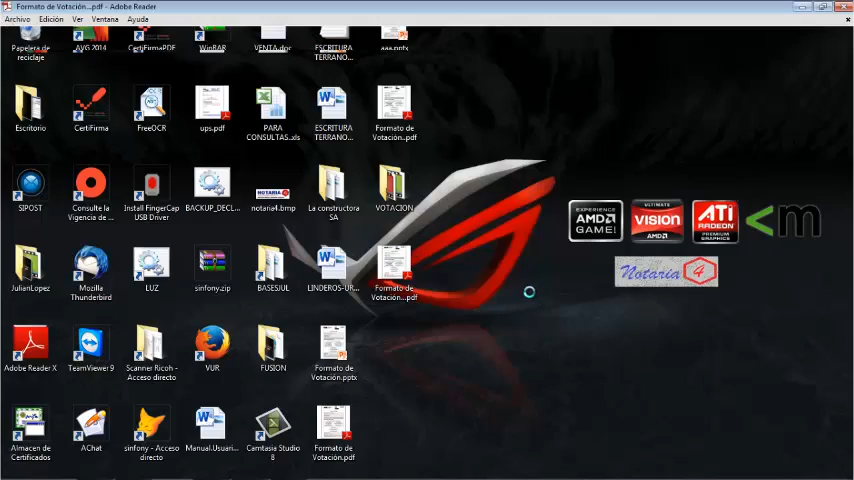 Formato de Votación...pdf - Adobe Reader
Archivo Edición Ver Ventana Ayuda
Papelera de reciclaje
AVG 2014
CertiFirmaPDF
WinRAR
VENTA.doc
ESCRITURA TERRANO...
aaa.pptx
Escritorio
CertiFirma
FreeOCR
ups.pdf
PARA CONSULTAS.xls
ESCRITURA TERRANO...
Formato de Votación...pdf
SIPOST
Consulte la Vigencia de ...
Install FingerCap USB Driver
BACKUP_DECL...
NOTARIA
notaria4.bmp
La constructora SA
VOTACION
EXPERIENCE
AMD
GAME!
ULTIMATE
VISION
AMD
ATI
RADEON
PREMIUM
GRAPHICS
<m
Notaria 4
JulianLopez
Mozilla Thunderbird
LUZ
sinfony.zip
BASESJUL
LINDEROS-UR...
Formato de Votación...pdf
Adobe Reader X
TeamViewer 9
Scanner Ricoh - Acceso directo
VUR
FUSION
Formato de Votación.pptx
Almacen de Certificados
AChat
sinfony - Acceso directo
Manual.Usuari...
Camtasia Studio 8
Formato de Votación.pdf